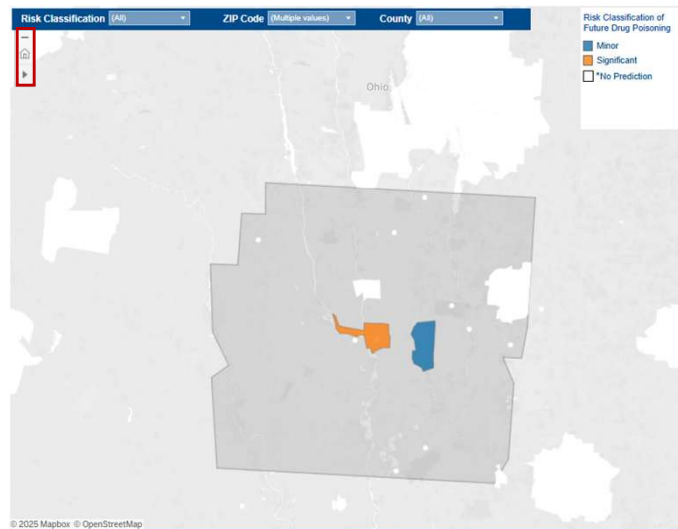 Risk Classification (All) ZIP Code (Multiple values) County (All)
Risk Classification of
Future Drug Poisoning
Minor
Significant
*No Prediction
Ohio
© 2025 Mapbox © OpenStreetMap